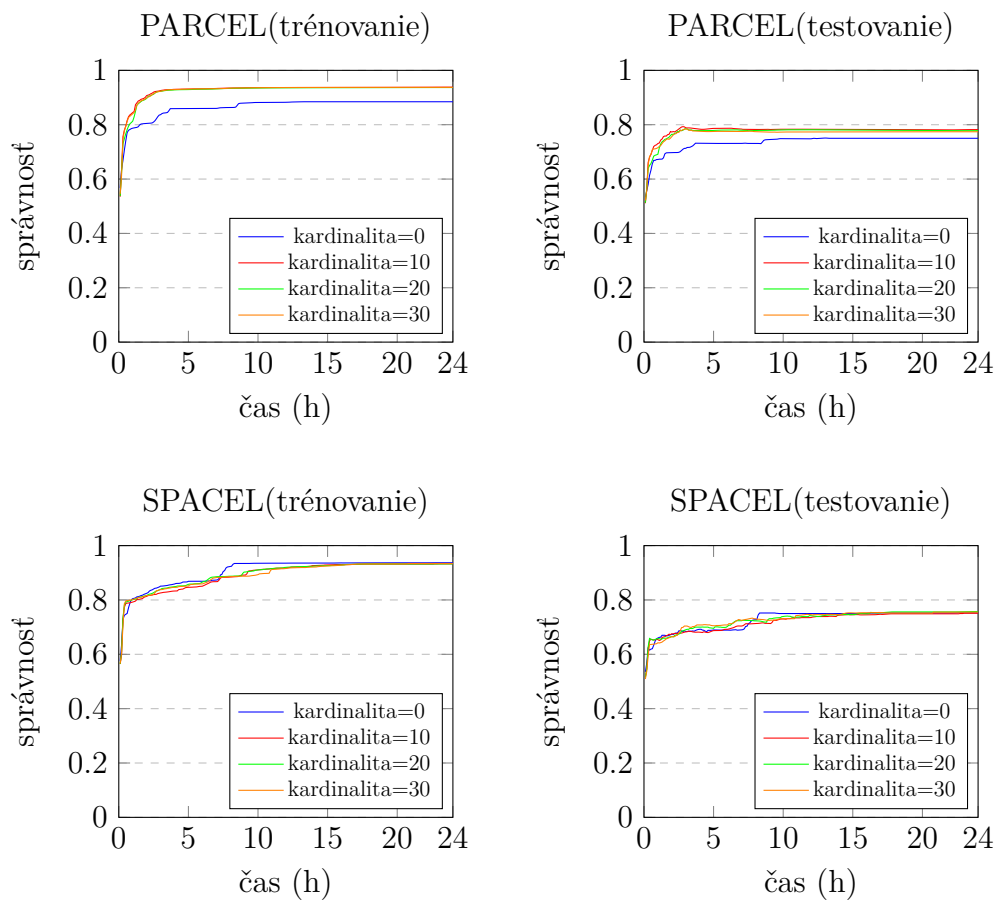 PARCEL(trénovanie)
správnosť
1
0.8
0.6
0.4
0.2
0
kardinalita=0
kardinalita=10
kardinalita=20
kardinalita=30
0 5 10 15 20 24
čas (h)
PARCEL(testovanie)
správnosť
1
0.8
0.6
0.4
0.2
0
kardinalita=0
kardinalita=10
kardinalita=20
kardinalita=30
0 5 10 15 20 24
čas (h)
SPACEL(trénovanie)
správnosť
1
0.8
0.6
0.4
0.2
0
kardinalita=0
kardinalita=10
kardinalita=20
kardinalita=30
0 5 10 15 20 24
čas (h)
SPACEL(testovanie)
správnosť
1
0.8
0.6
0.4
0.2
0
kardinalita=0
kardinalita=10
kardinalita=20
kardinalita=30
0 5 10 15 20 24
čas (h)